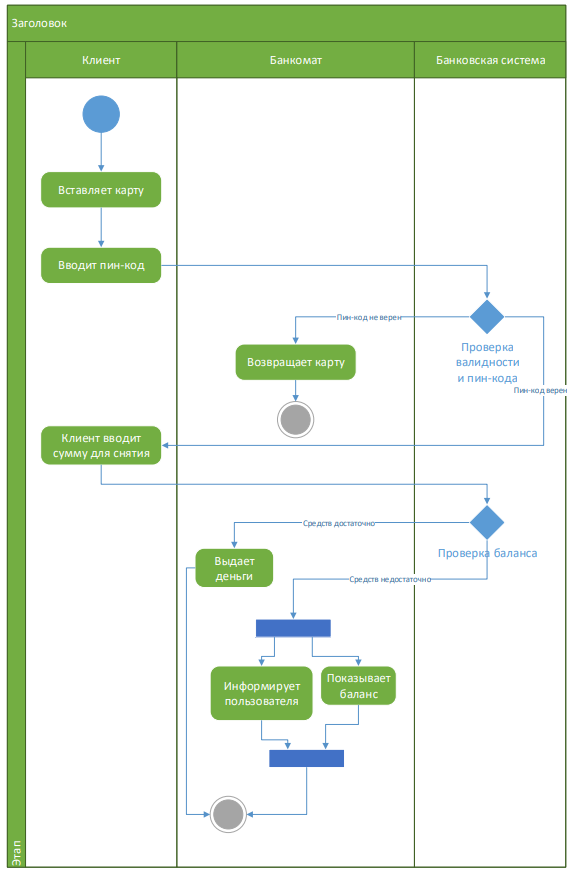 Заголовок
Клиент
Банкомат
Банковская система
Вставляет карту
Вводит пин-код
Пин-код не верен
Проверка
валидности
и пин-кода
Возвращает карту
Пин-код верен
Клиент вводит
сумму для снятия
Средств достаточно
Проверка баланса
Выдает
деньги
Средств недостаточно
Информирует
пользователя
Показывает
баланс
Этап